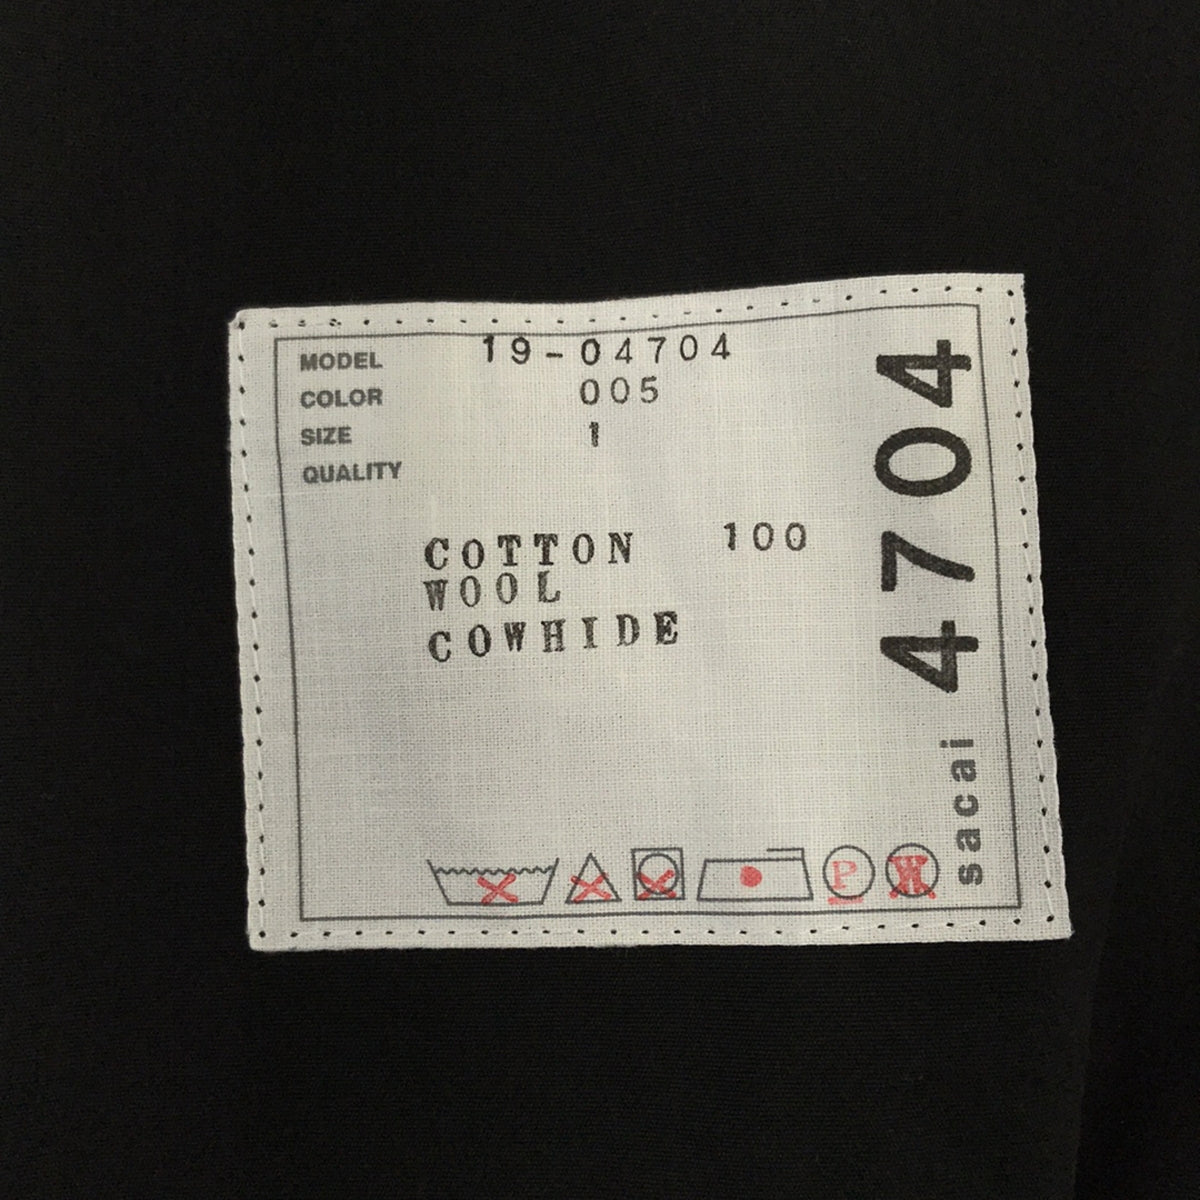 MODEL 19-04704
COLOR 005
SIZE 1
QUALITY
COTTON 100
WOOL
COWHIDE
sacai 4704
P
W